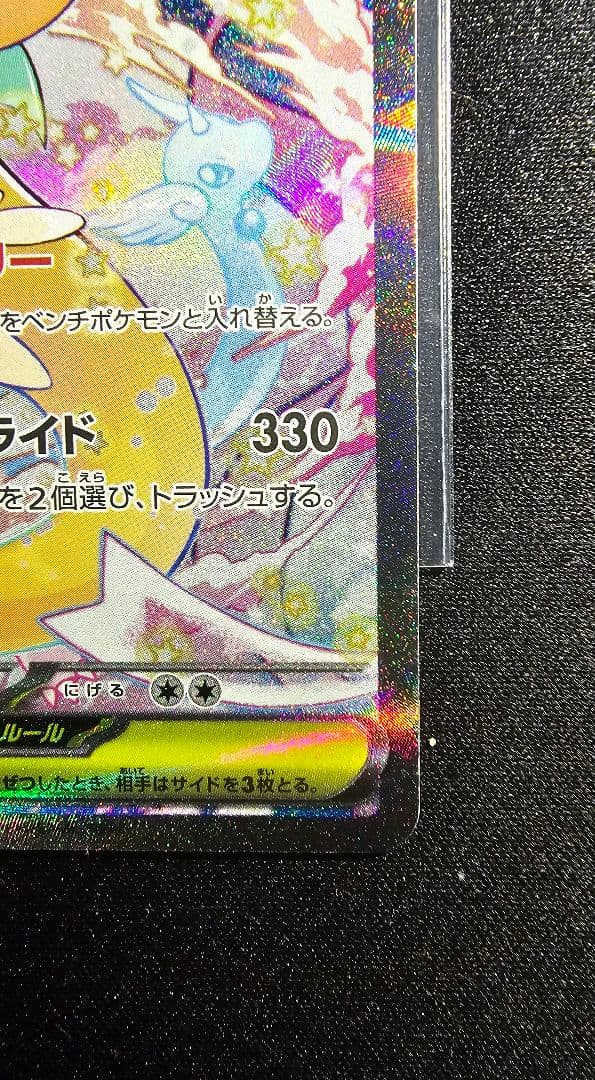 リー
をベンチポケモンと入れ替える。
ライド 330
を2個選び、トラッシュする。
にげる
ルール
ぜつしたとき、相手はサイドを3枚とる。